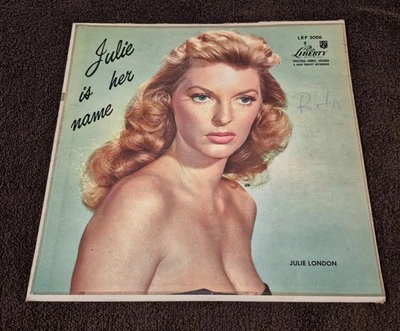 Julie
is her
name
LRP 3006
LIBERTY
JULIE LONDON